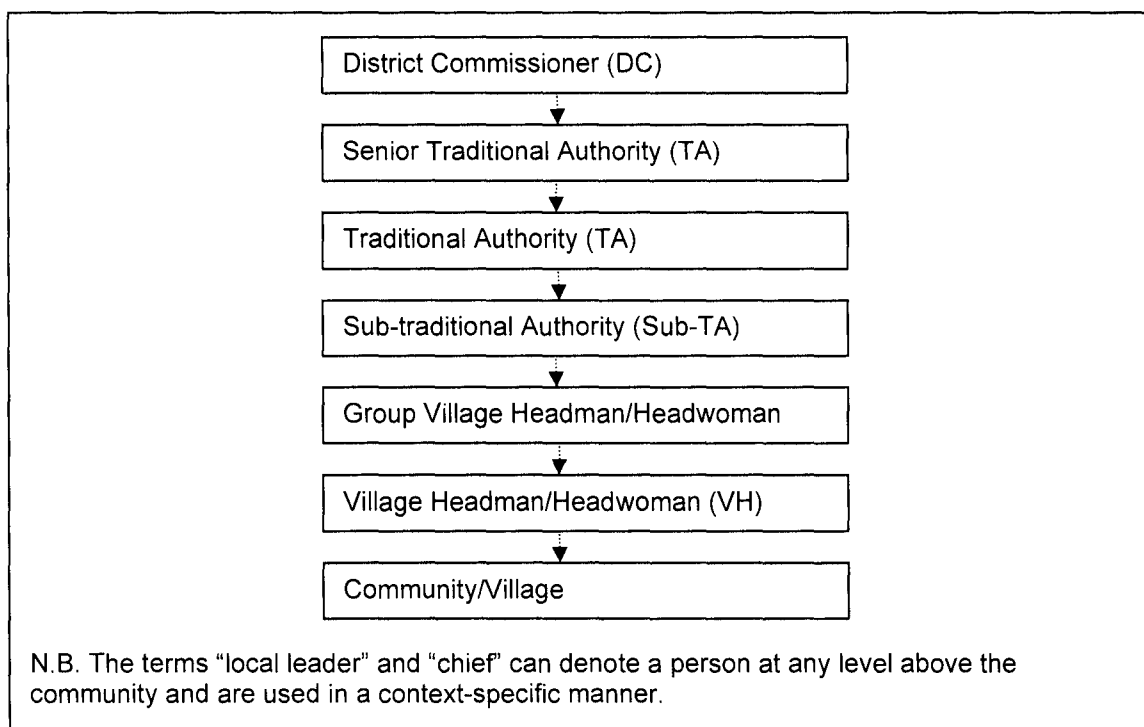 District Commissioner (DC)
Senior Traditional Authority (TA)
Traditional Authority (TA)
Sub-traditional Authority (Sub-TA)
Group Village Headman/Headwoman
Village Headman/Headwoman (VH)
Community/Village
N.B. The terms “local leader” and “chief” can denote a person at any level above the
community and are used in a context-specific manner.